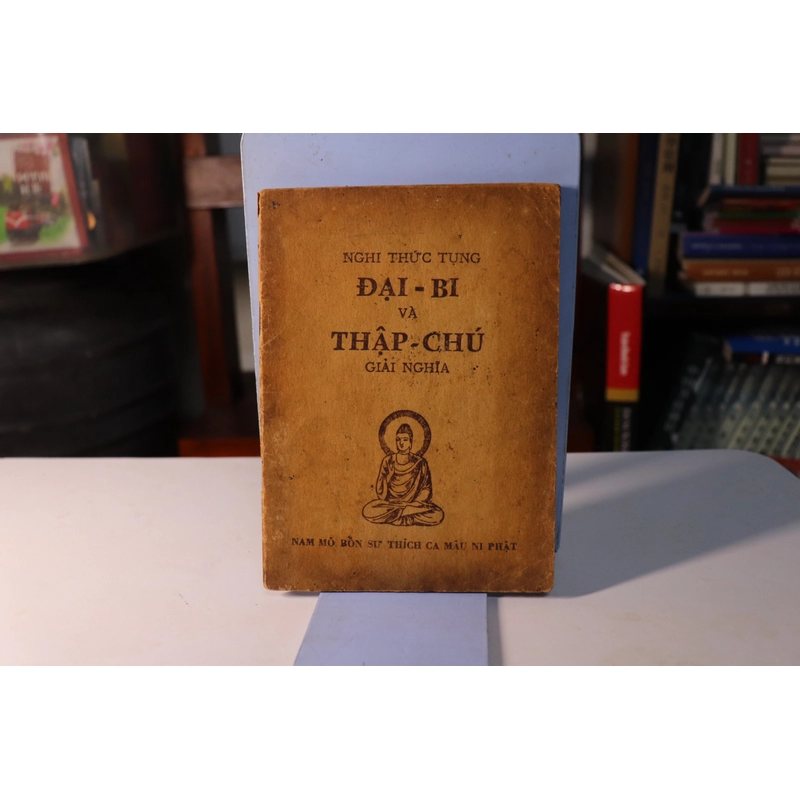 NGHI THỨC TỤNG
ĐẠI - BI
VÀ
THẬP - CHÚ
GIẢI NGHĨA
NAM MÔ BỔN SƯ THÍCH CA MÂU NI PHẬT